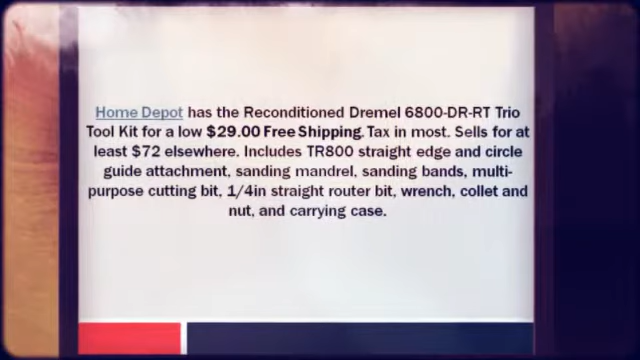 Home Depot has the Reconditioned Dremel 6800-DR-RT Trio
Tool Kit for a low $29.00 Free Shipping. Tax in most. Sells for at
least $72 elsewhere. Includes TR800 straight edge and circle
guide attachment, sanding mandrel, sanding bands, multi-
purpose cutting bit, 1/4in straight router bit, wrench, collet and
nut, and carrying case.